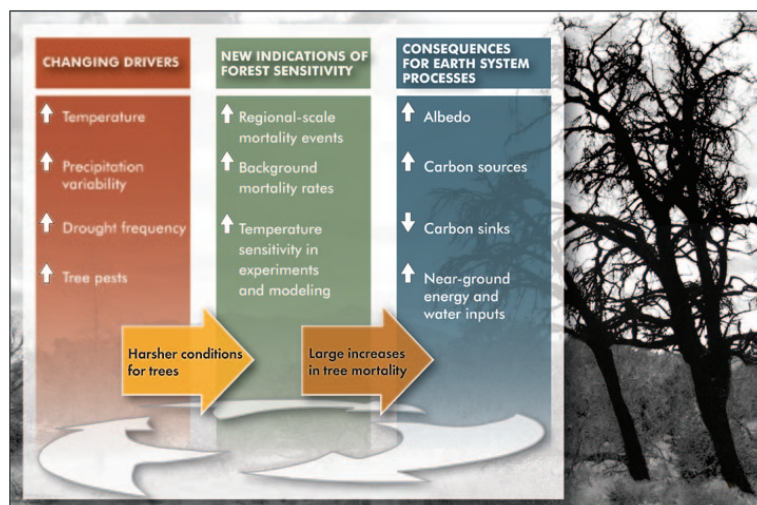 CHANGING DRIVERS
Temperature
Precipitation
variability
Drought frequency
Tree pests
NEW INDICATIONS OF
FOREST SENSITIVITY
Regional-scale
mortality events
Background
mortality rates
Temperature
sensitivity in
experiments
and modeling
CONSEQUENCES
FOR EARTH SYSTEM
PROCESSES
Albedo
Carbon sources
Carbon sinks
Near-ground
energy and
water inputs
Harsher conditions
for trees
Large increases
in tree mortality